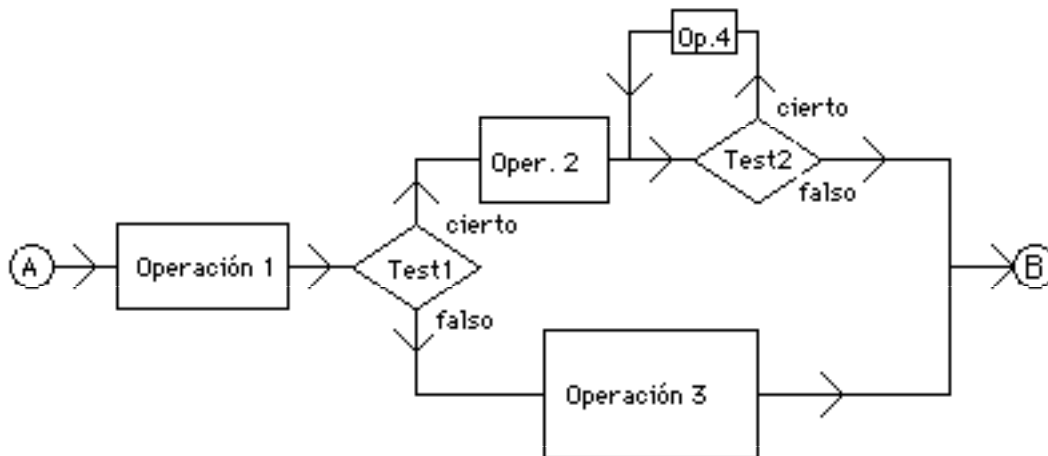 Op.4
cierto
Oper. 2
Test2
falso
cierto
A
Operación 1
Test1
B
falso
Operación 3